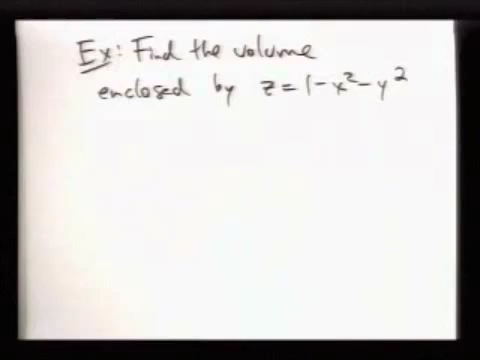 Ex: Find the volume
enclosed by z = 1 - x² - y²